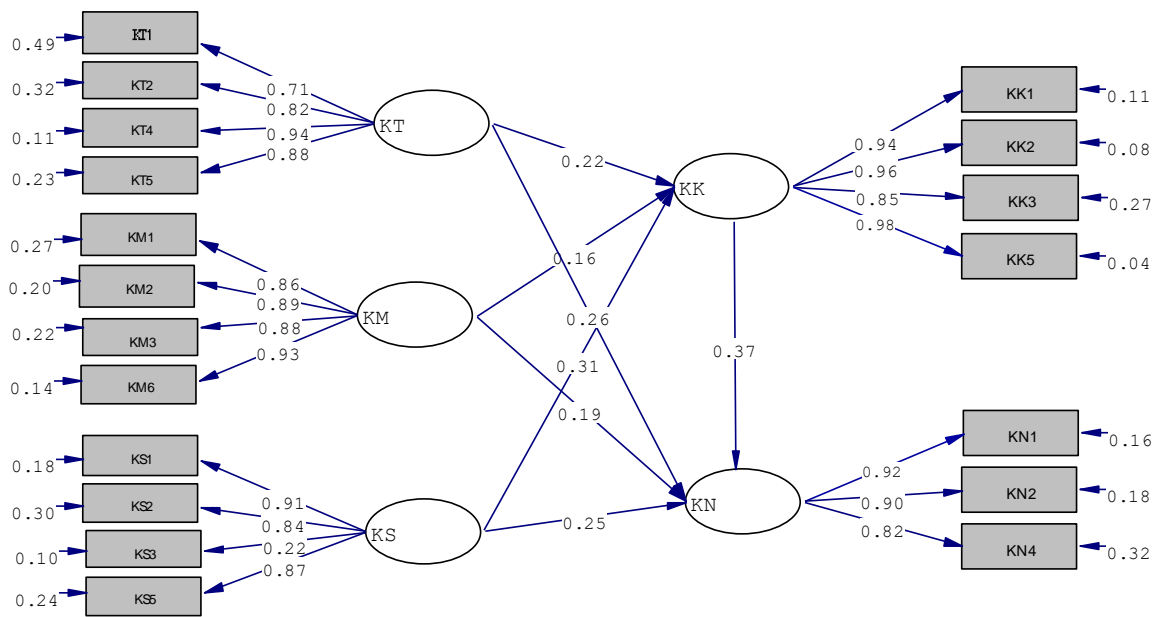 KT1
0.49
0.71
KT2
0.32
0.82
KT4
0.11
0.94
KT5
0.23
0.88
KT
KM1
0.27
0.86
KM2
0.20
0.89
KM3
0.22
0.88
KM6
0.14
0.93
KM
KS1
0.18
0.91
KS2
0.30
0.84
KS3
0.10
0.22
KS5
0.24
0.87
KS
0.22
0.16
0.26
0.31
0.19
0.25
0.37
KK
0.94
KK1
0.11
0.96
KK2
0.08
0.85
KK3
0.27
0.98
KK5
0.04
KN
0.92
KN1
0.16
0.90
KN2
0.18
0.82
KN4
0.32